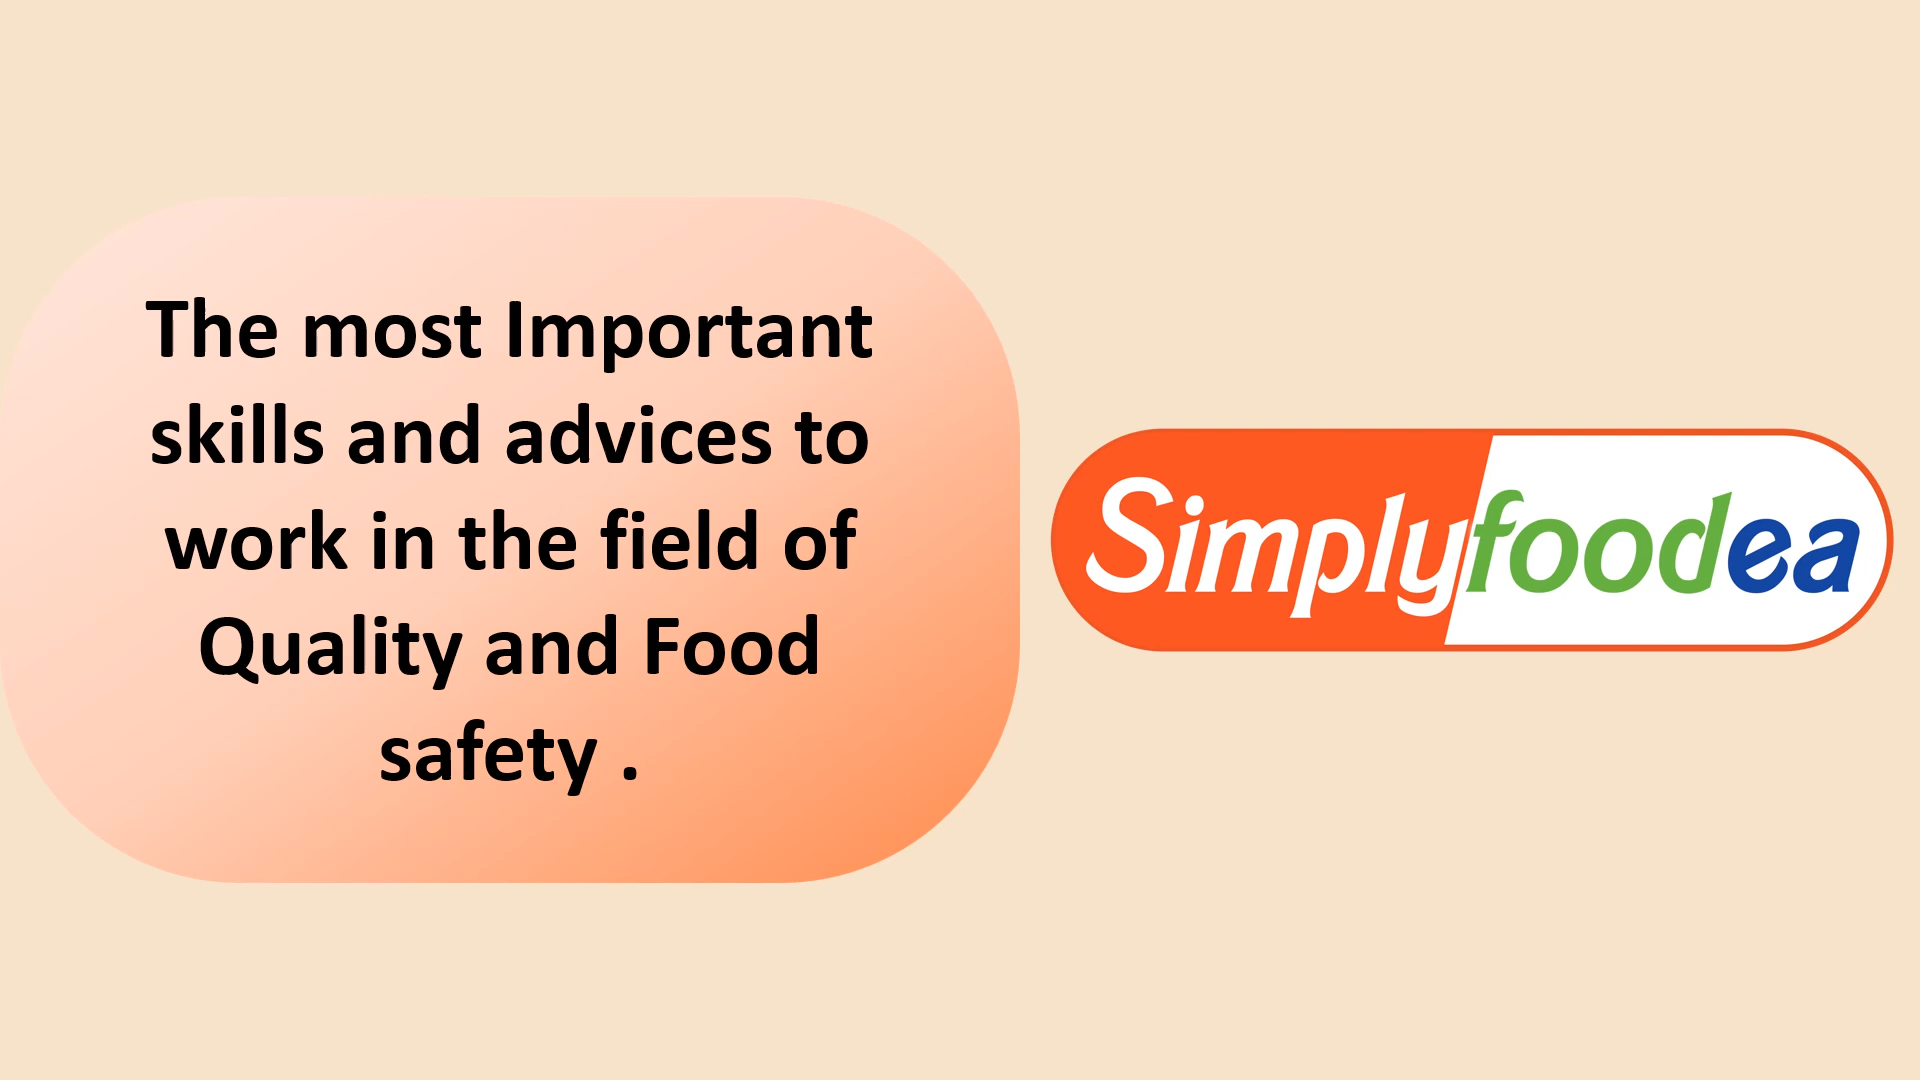 The most Important
skills and advices to
work in the field of
Quality and Food
safety .
Simplyfoodea